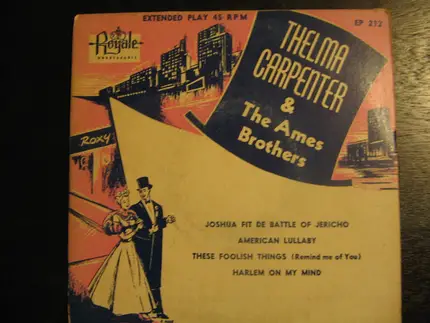 EXTENDED PLAY 45 RPM
EP 212
Royale
THELMA
CARPENTER
&
The Ames
Brothers
ROXY
JOSHUA FIT DE BATTLE OF JERICHO
AMERICAN LULLABY
THESE FOOLISH THINGS (Remind me of You)
HARLEM ON MY MIND